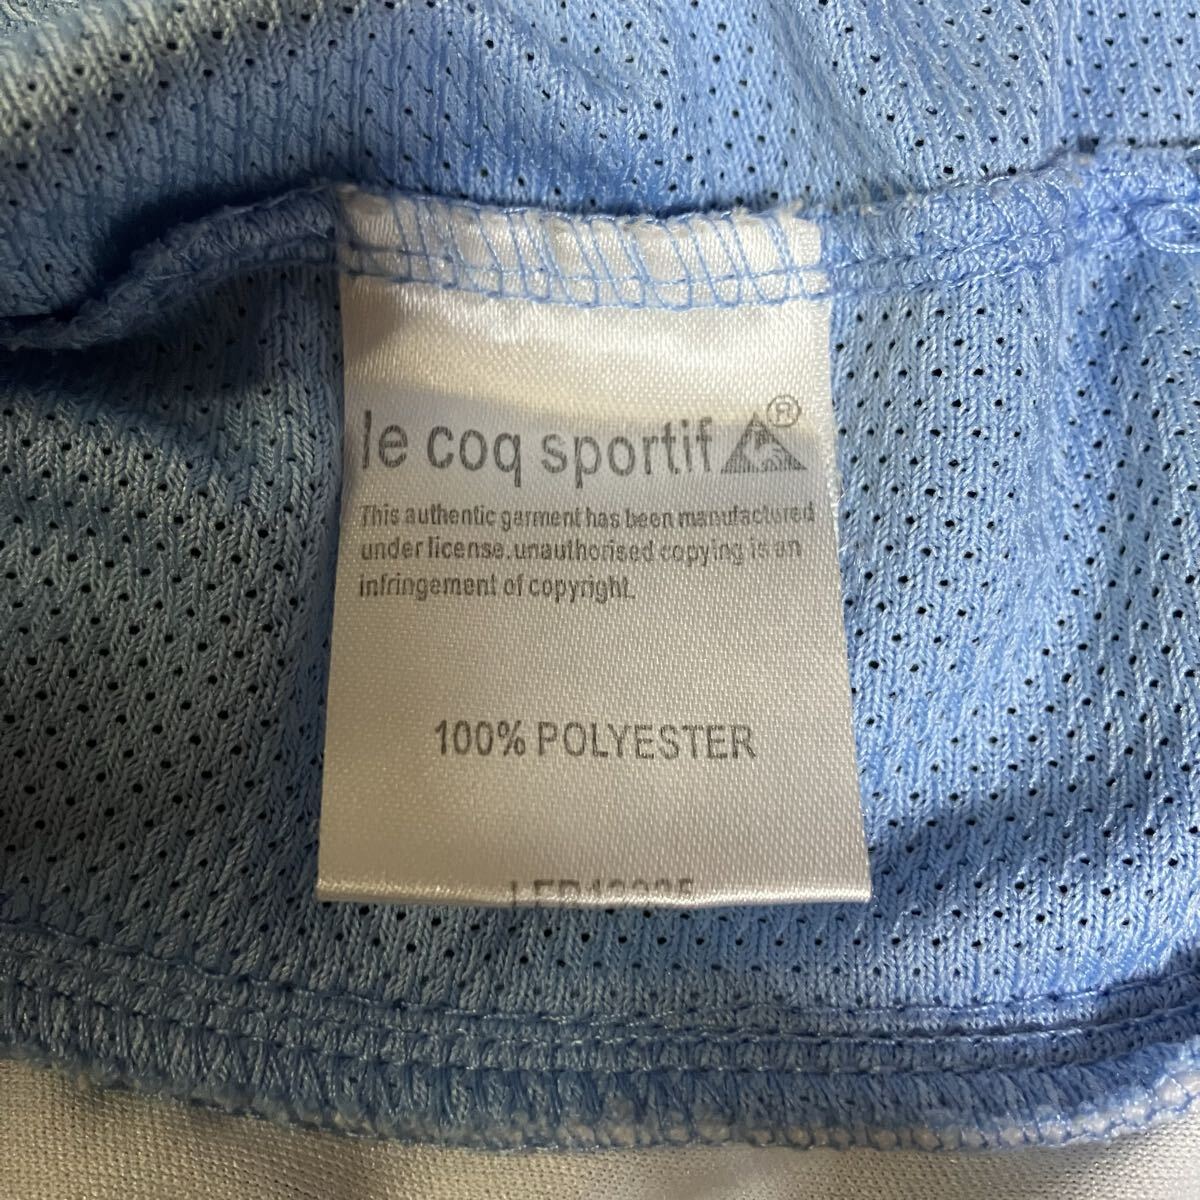 le coq sportif ®
This authentic garment has been manufactured
under license.unauthorised copying is an
infringement of copyright.
100% POLYESTER